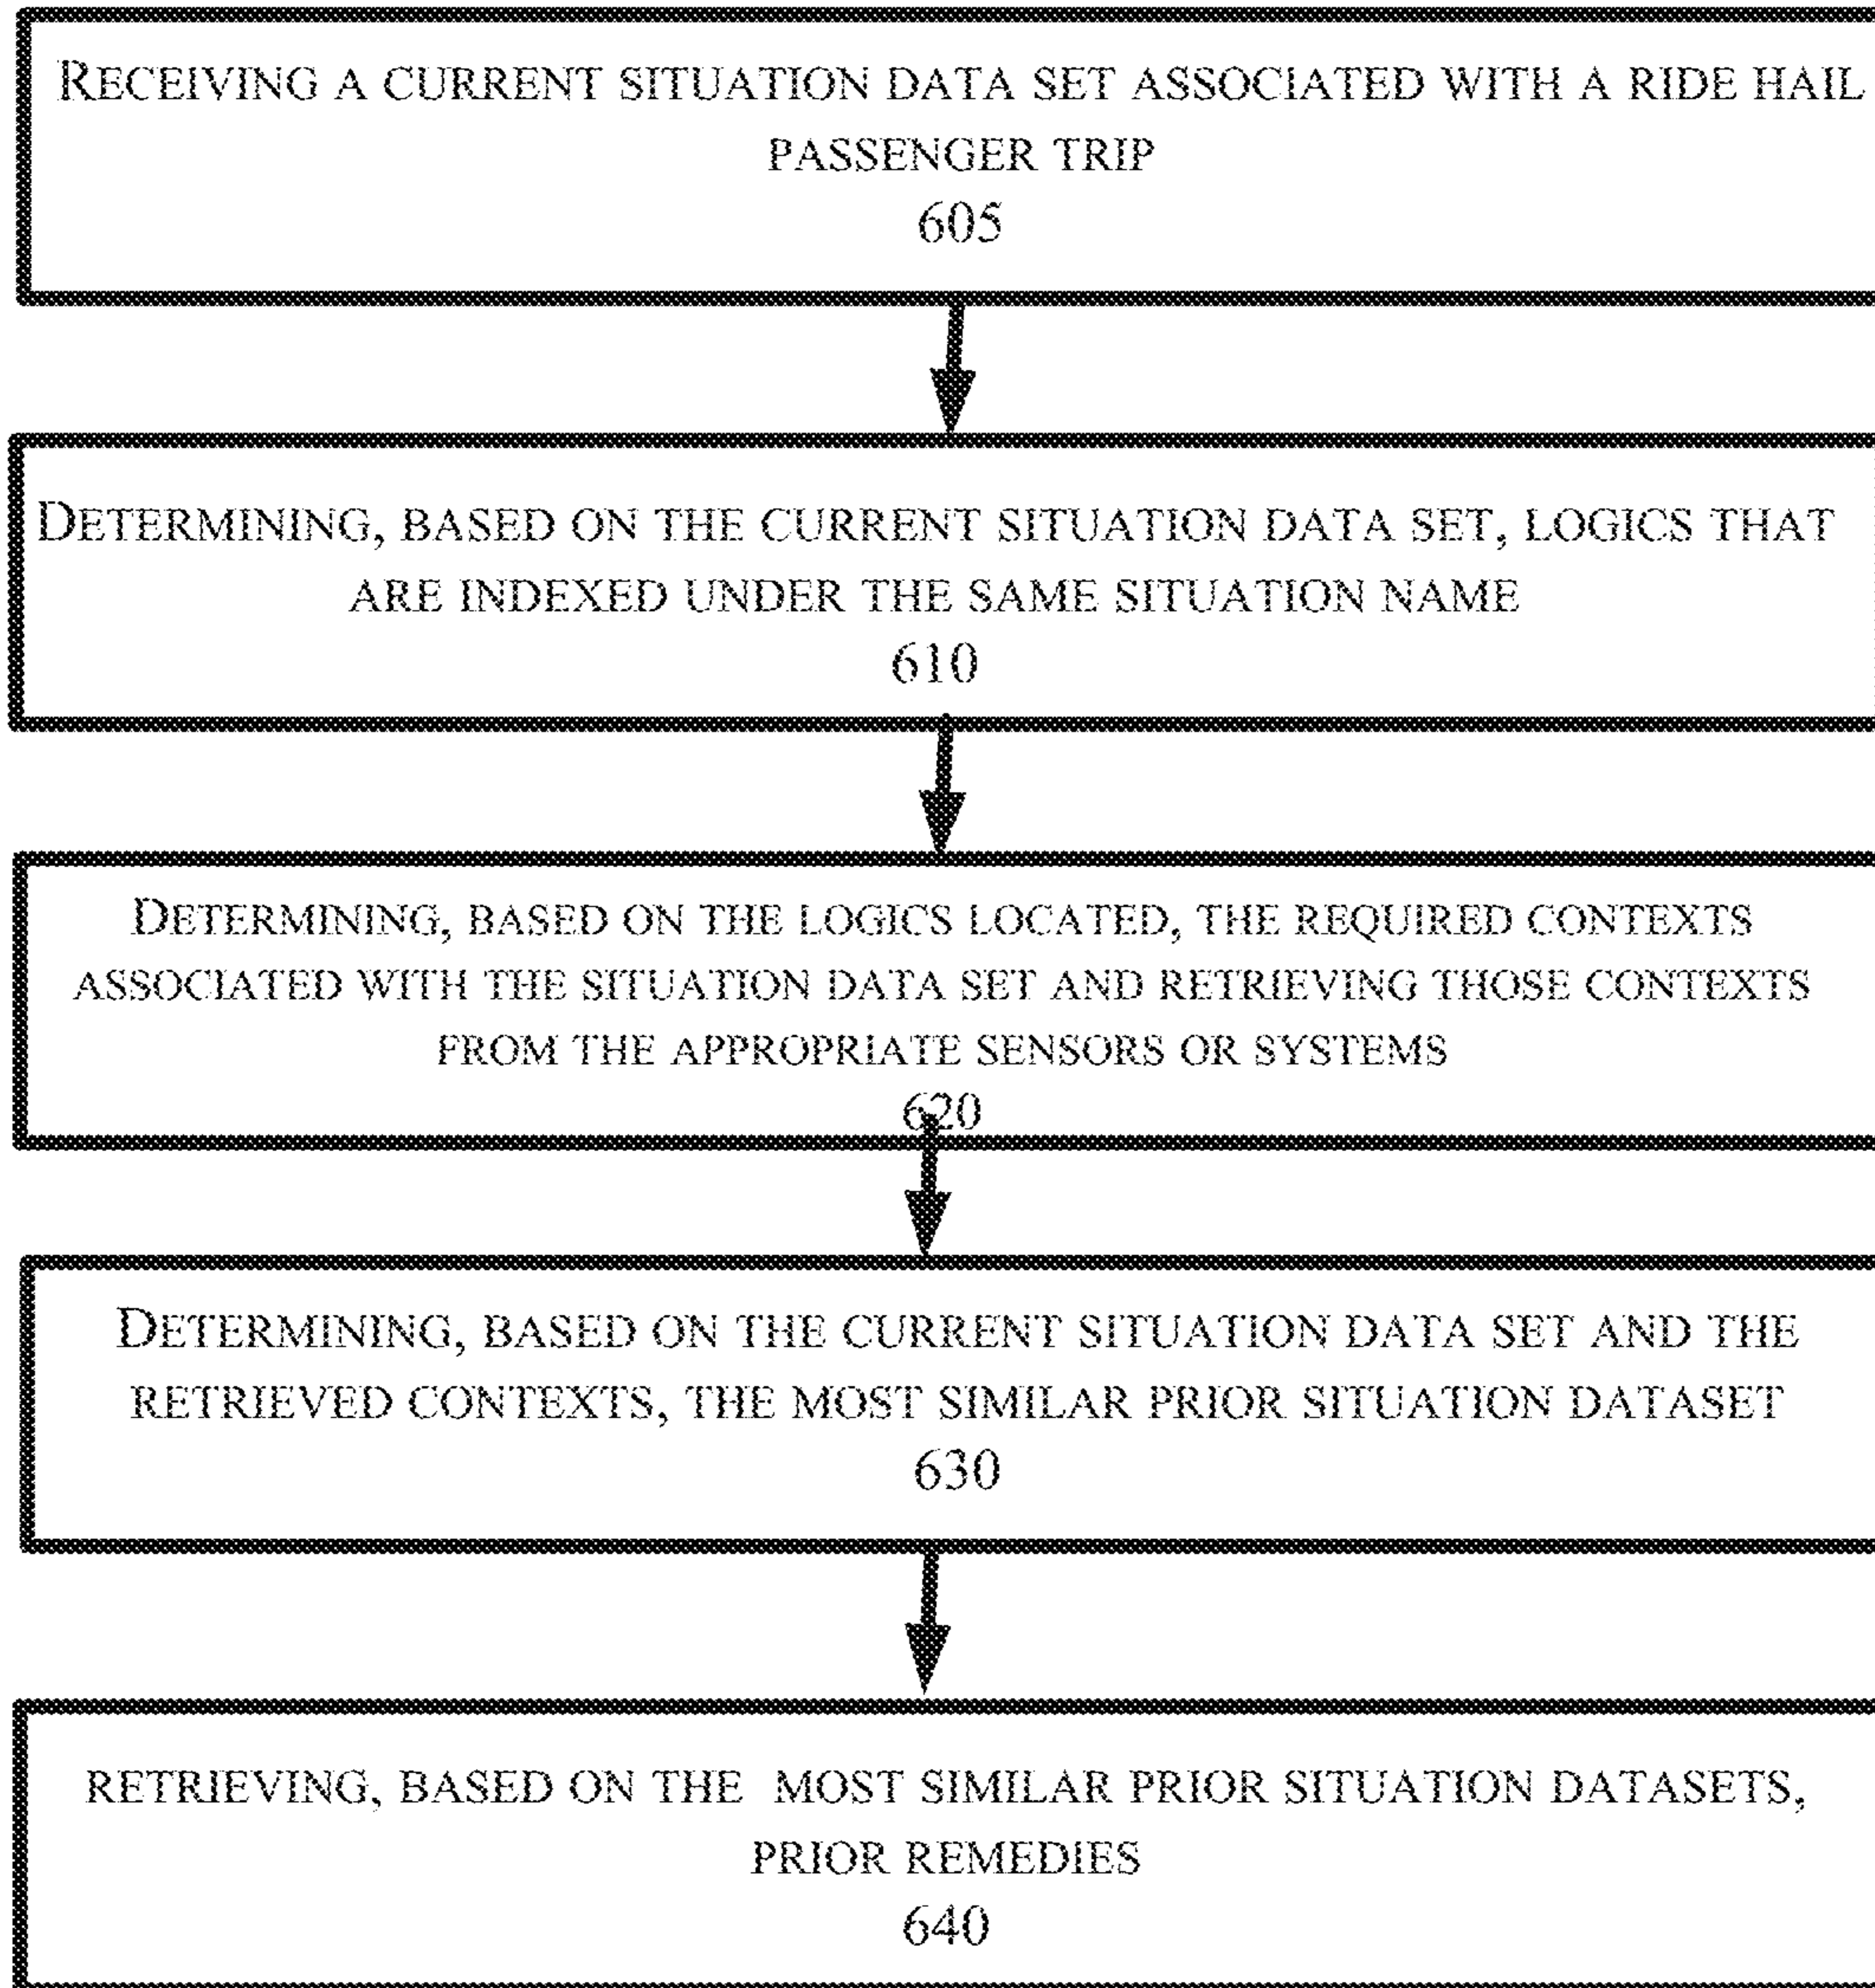 RECEIVING A CURRENT SITUATION DATA SET ASSOCIATED WITH A RIDE HAIL
PASSENGER TRIP
605
DETERMINING, BASED ON THE CURRENT SITUATION DATA SET, LOGICS THAT
ARE INDEXED UNDER THE SAME SITUATION NAME
610
DETERMINING, BASED ON THE LOGICS LOCATED, THE REQUIRED CONTEXTS
ASSOCIATED WITH THE SITUATION DATA SET AND RETRIEVING THOSE CONTEXTS
FROM THE APPROPRIATE SENSORS OR SYSTEMS
620
DETERMINING, BASED ON THE CURRENT SITUATION DATA SET AND THE
RETRIEVED CONTEXTS, THE MOST SIMILAR PRIOR SITUATION DATASET
630
RETRIEVING, BASED ON THE MOST SIMILAR PRIOR SITUATION DATASETS,
PRIOR REMEDIES
640